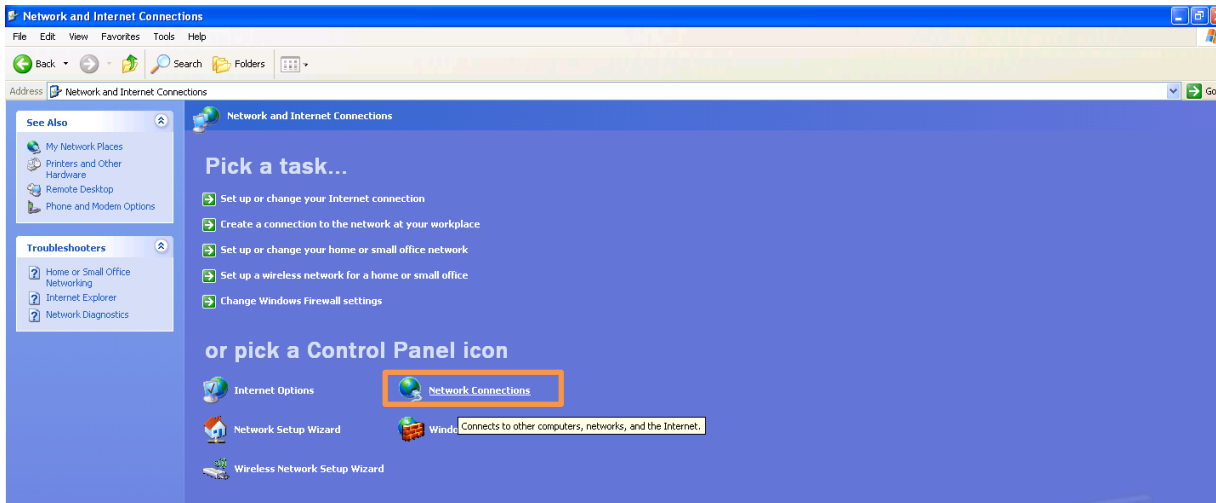 Network and Internet Connections
File Edit View Favorites Tools Help
Back Search Folders
Address Network and Internet Connections Go
See Also
My Network Places
Printers and Other
Hardware
Remote Desktop
Phone and Modem Options
Troubleshooters
Home or Small Office
Networking
Internet Explorer
Network Diagnostics
Network and Internet Connections
Pick a task...
Set up or change your Internet connection
Create a connection to the network at your workplace
Set up or change your home or small office network
Set up a wireless network for a home or small office
Change Windows Firewall settings
or pick a Control Panel icon
Internet Options Network Connections
Network Setup Wizard Windo Connects to other computers, networks, and the Internet.
Wireless Network Setup Wizard